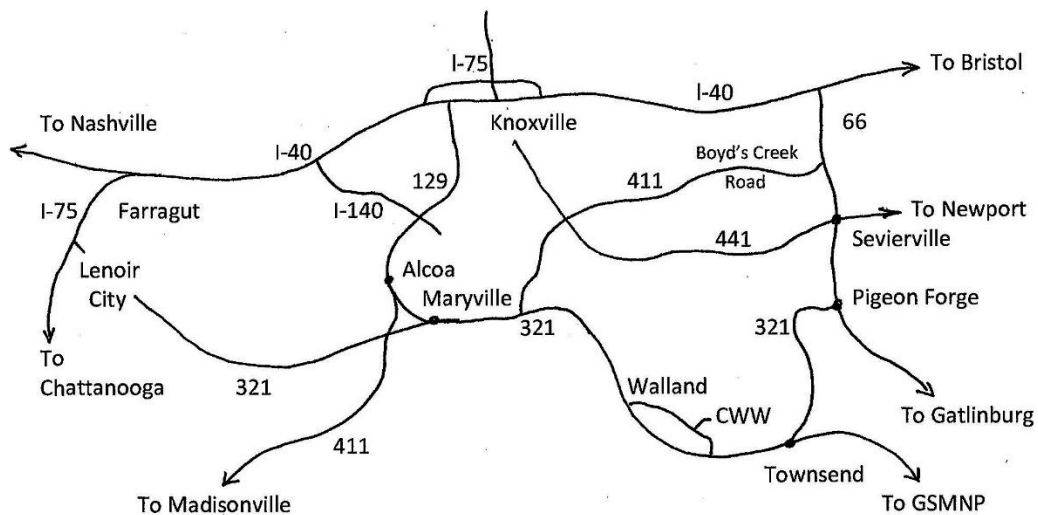 I-75
To Bristol
I-40
To Nashville
Knoxville
66
I-40
Boyd's Creek
Road
129
411
I-75
Farragut
I-140
To Newport
441
Sevierville
Lenoir
City
Alcoa
Maryville
Pigeon Forge
321
321
To
Chattanooga
321
Walland
CWW
To Gatlinburg
411
Townsend
To Madisonville
To GSMNP